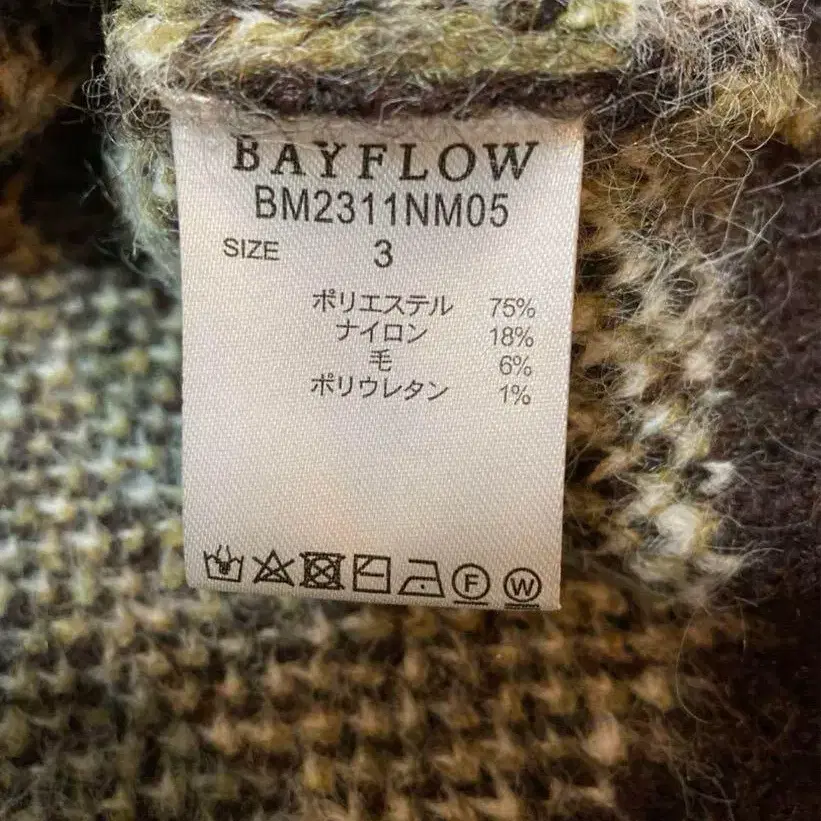 BAYFLOW
BM2311NM05
SIZE 3
ポリエステル 75%
ナイロン 18%
毛 6%
ポリウレタン 1%
F W